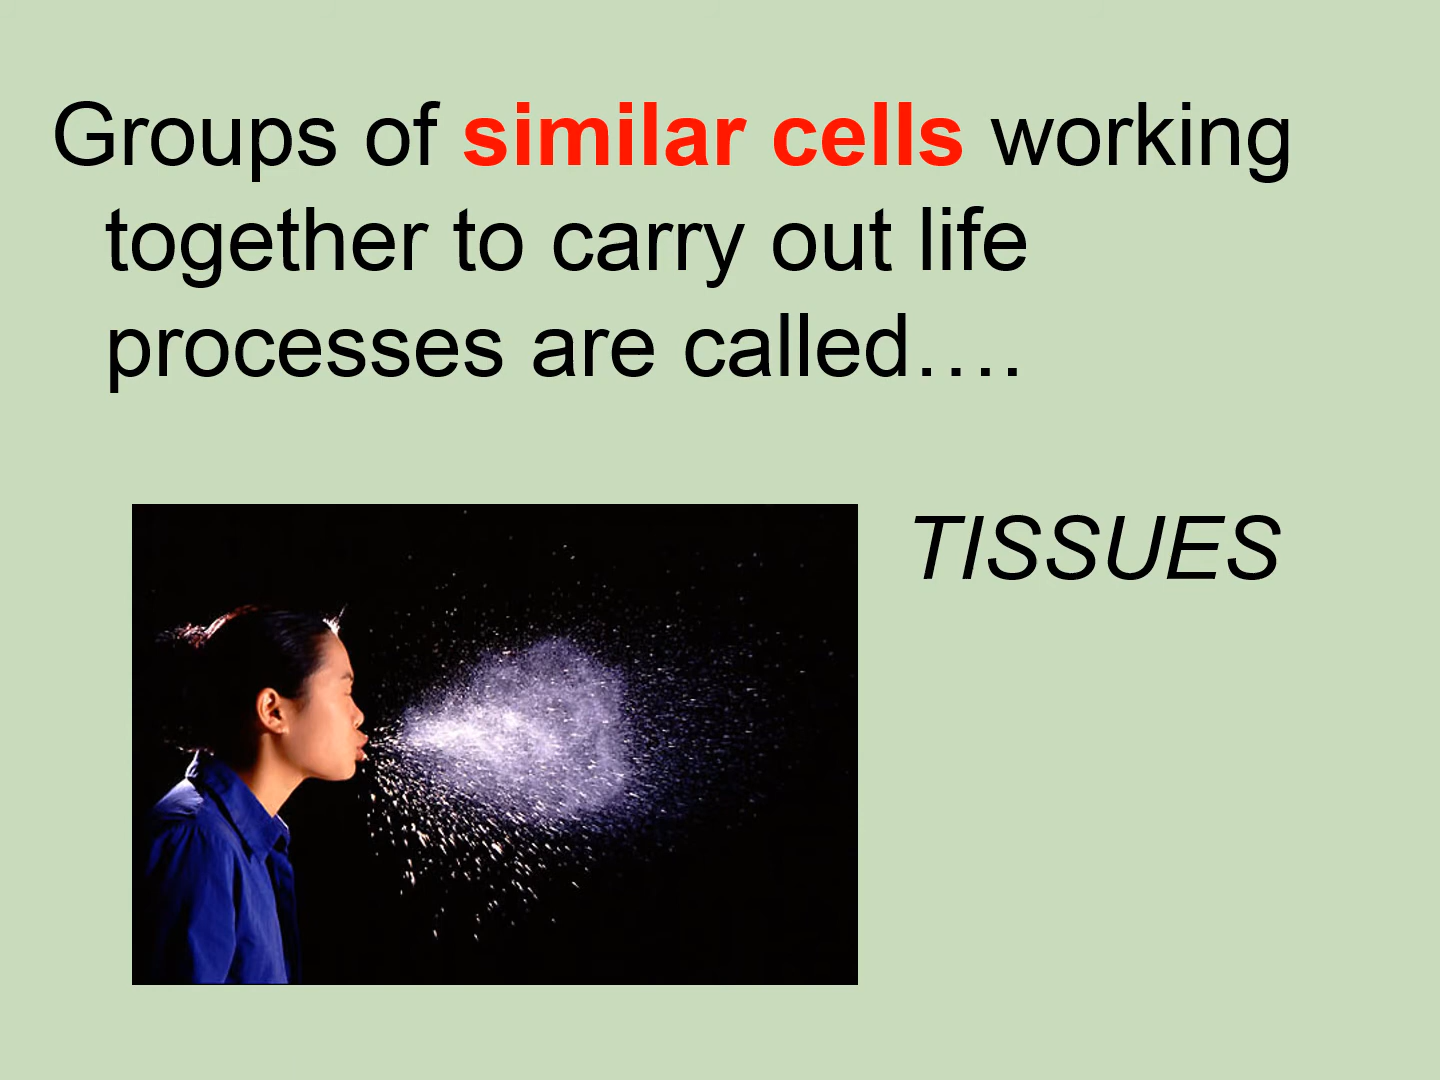 Groups of similar cells working
together to carry out life
processes are called….
TISSUES